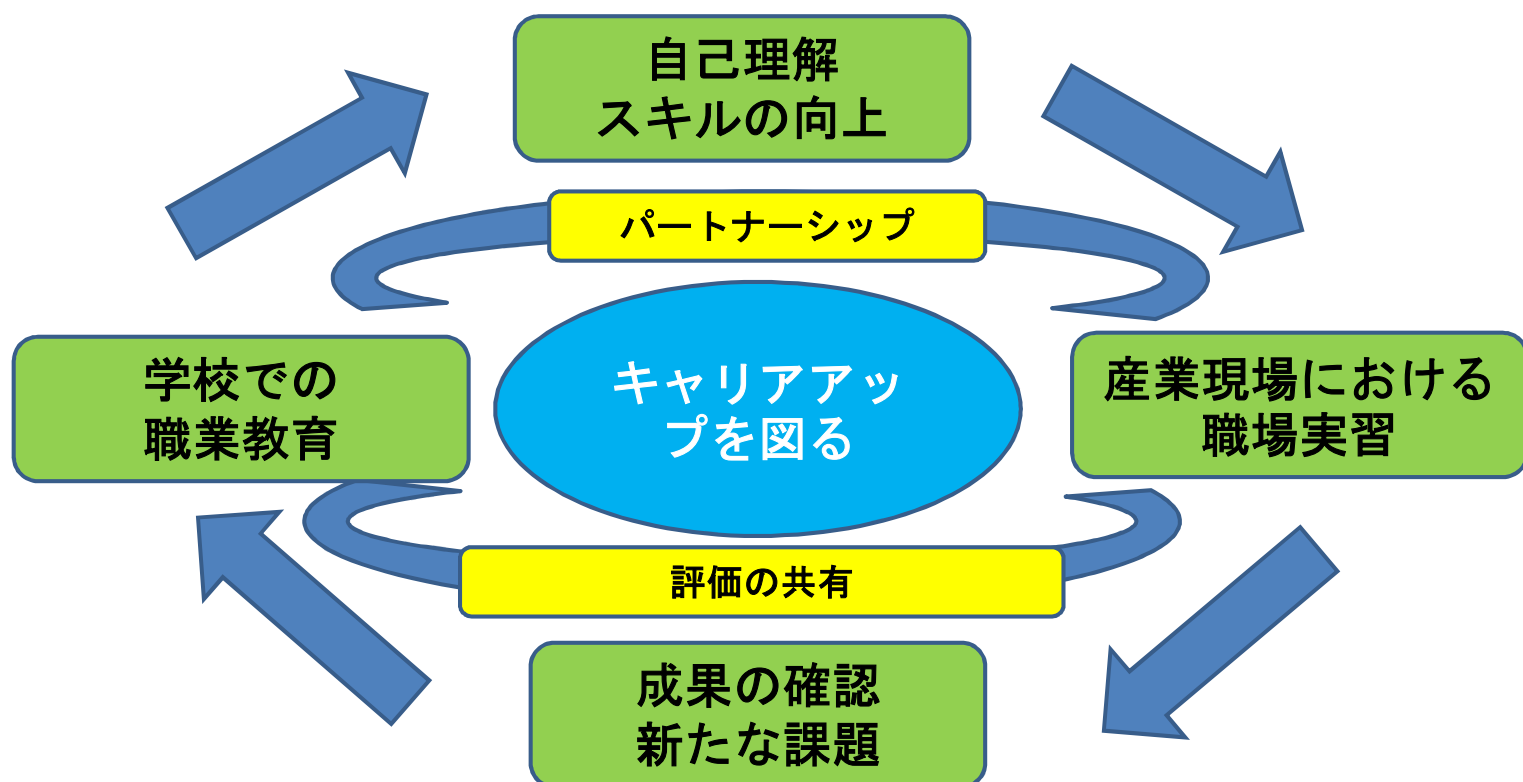 自己理解
スキルの向上
パートナーシップ
学校での
職業教育
キャリアアッ
プを図る
産業現場における
職場実習
評価の共有
成果の確認
新たな課題